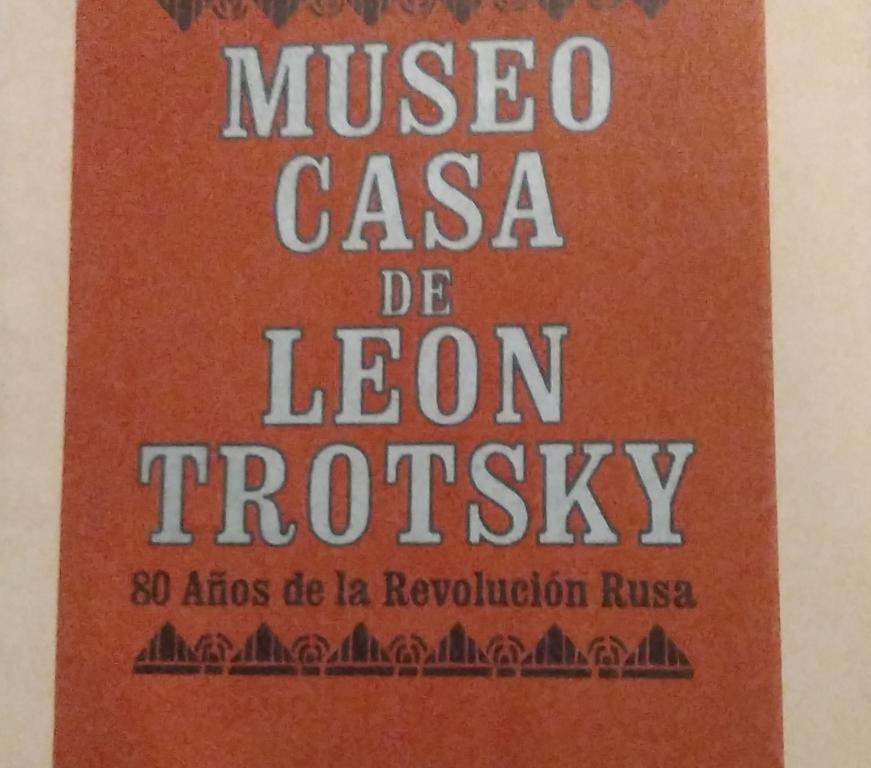 MUSEO
CASA
DE
LEON
TROTSKY
80 Años de la Revolución Rusa